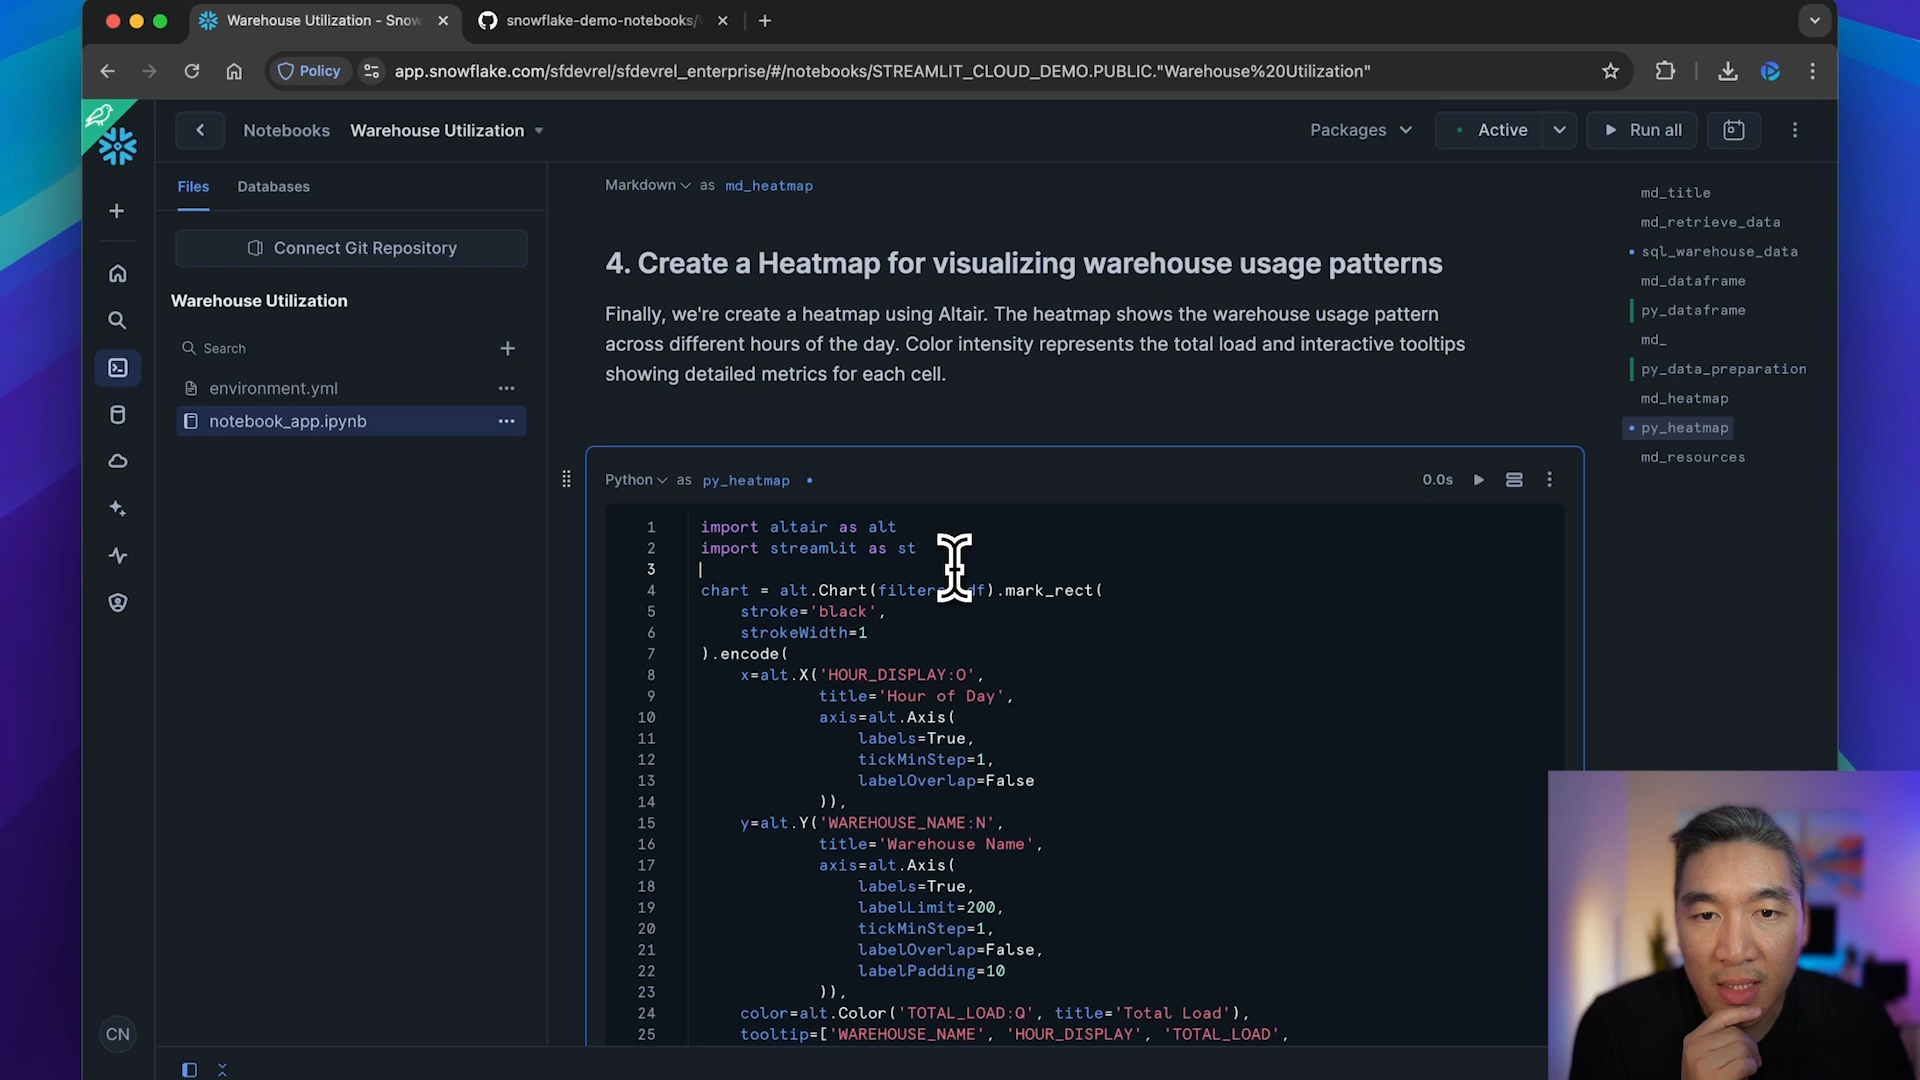 Warehouse Utilization - Snow
snowflake-demo-notebooks/
Policy
app.snowflake.com/sfdevrel/sfdevrel_enterprise/#/notebooks/STREAMLIT_CLOUD_DEMO.PUBLIC."Warehouse%20Utilization"
Notebooks
Warehouse Utilization
Packages
Active
Run all
Files
Databases
Connect Git Repository
Warehouse Utilization
Search
environment.yml
notebook_app.ipynb
CN
Markdown as md_heatmap
4. Create a Heatmap for visualizing warehouse usage patterns
Finally, we're create a heatmap using Altair. The heatmap shows the warehouse usage pattern
across different hours of the day. Color intensity represents the total load and interactive tooltips
showing detailed metrics for each cell.
Python as py_heatmap
0.0s
1 import altair as alt
2 import streamlit as st
3
4 chart = alt.Chart(filtered_df).mark_rect(
5 stroke='black',
6 strokeWidth=1
7 ).encode(
8 x=alt.X('HOUR_DISPLAY:O',
9 title='Hour of Day',
10 axis=alt.Axis(
11 labels=True,
12 tickMinStep=1,
13 labelOverlap=False
14 )),
15 y=alt.Y('WAREHOUSE_NAME:N',
16 title='Warehouse Name',
17 axis=alt.Axis(
18 labels=True,
19 labelLimit=200,
20 tickMinStep=1,
21 labelOverlap=False,
22 labelPadding=10
23 )),
24 color=alt.Color('TOTAL_LOAD:Q', title='Total Load'),
25 tooltip=['WAREHOUSE_NAME', 'HOUR_DISPLAY', 'TOTAL_LOAD',
md_title
md_retrieve_data
sql_warehouse_data
md_dataframe
py_dataframe
md_
py_data_preparation
md_heatmap
py_heatmap
md_resources